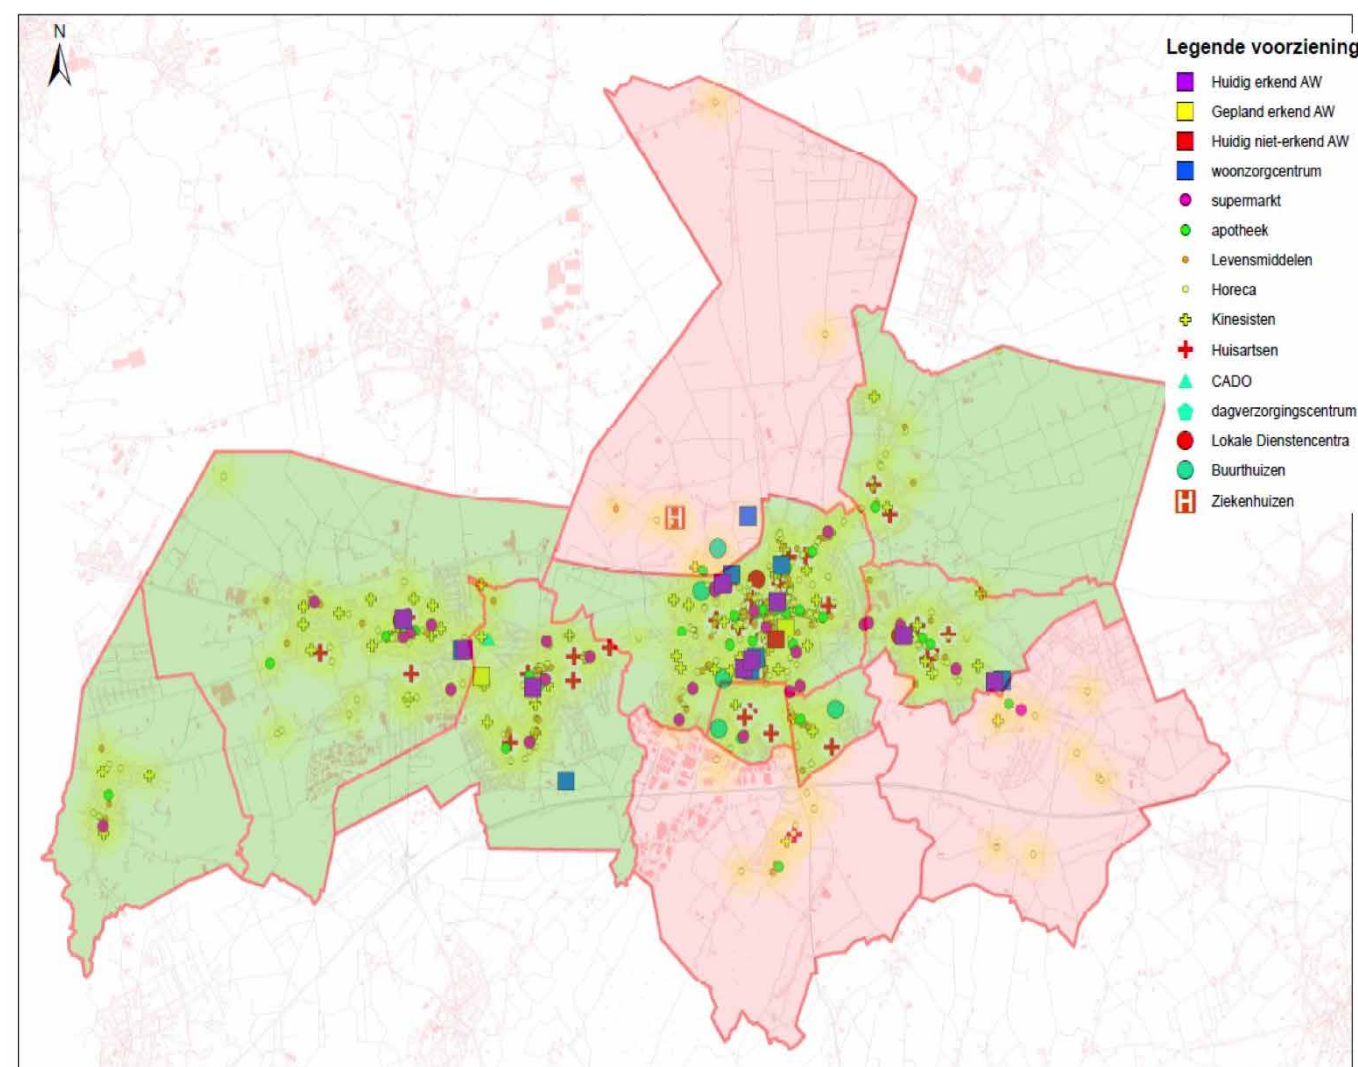 N
Legende voorziening
Huidig erkend AW
Gepland erkend AW
Huidig niet-erkend AW
woonzorgcentrum
supermarkt
apotheek
Levensmiddelen
Horeca
Kinesisten
Huisartsen
CADO
dagverzorgingscentrum
Lokale Dienstencentra
Buurthuizen
H Ziekenhuizen
H